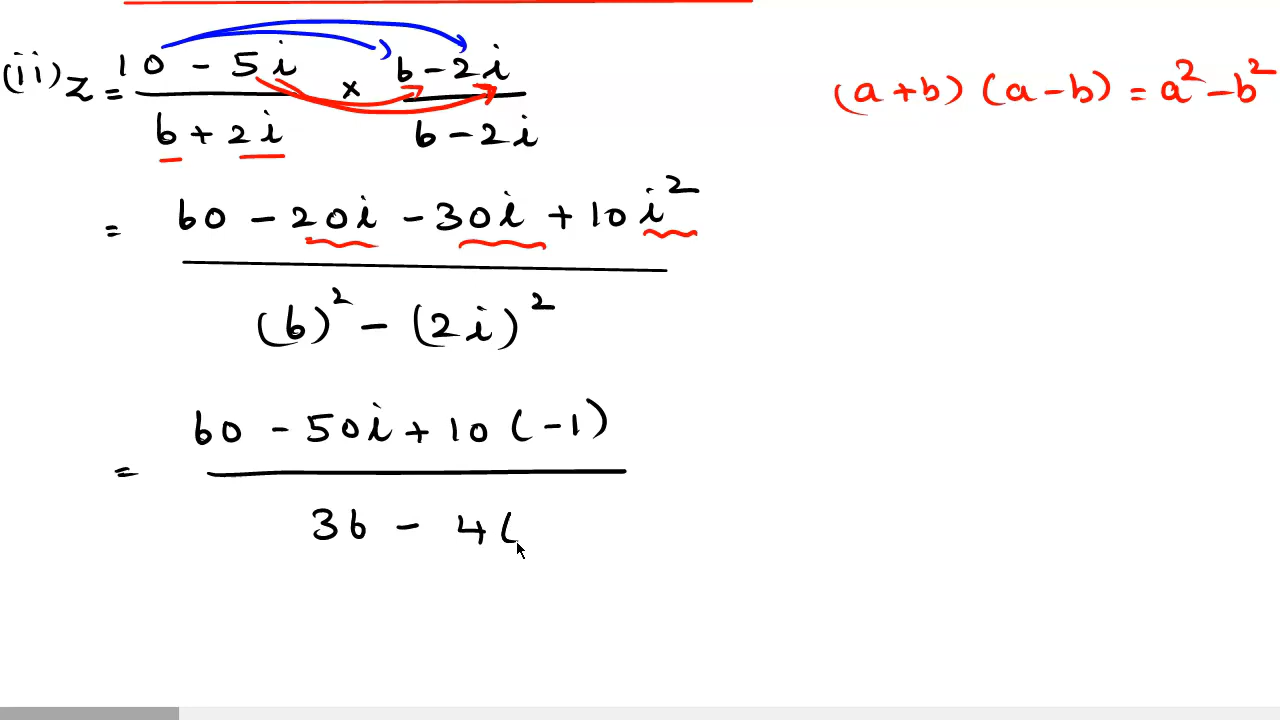 (ii) z = 10 - 5i / 6 + 2i × 6 - 2i / 6 - 2i
(a + b) (a - b) = a² - b²
= 60 - 20i - 30i + 10i²
(6)² - (2i)²
= 60 - 50i + 10 (-1)
36 - 4(